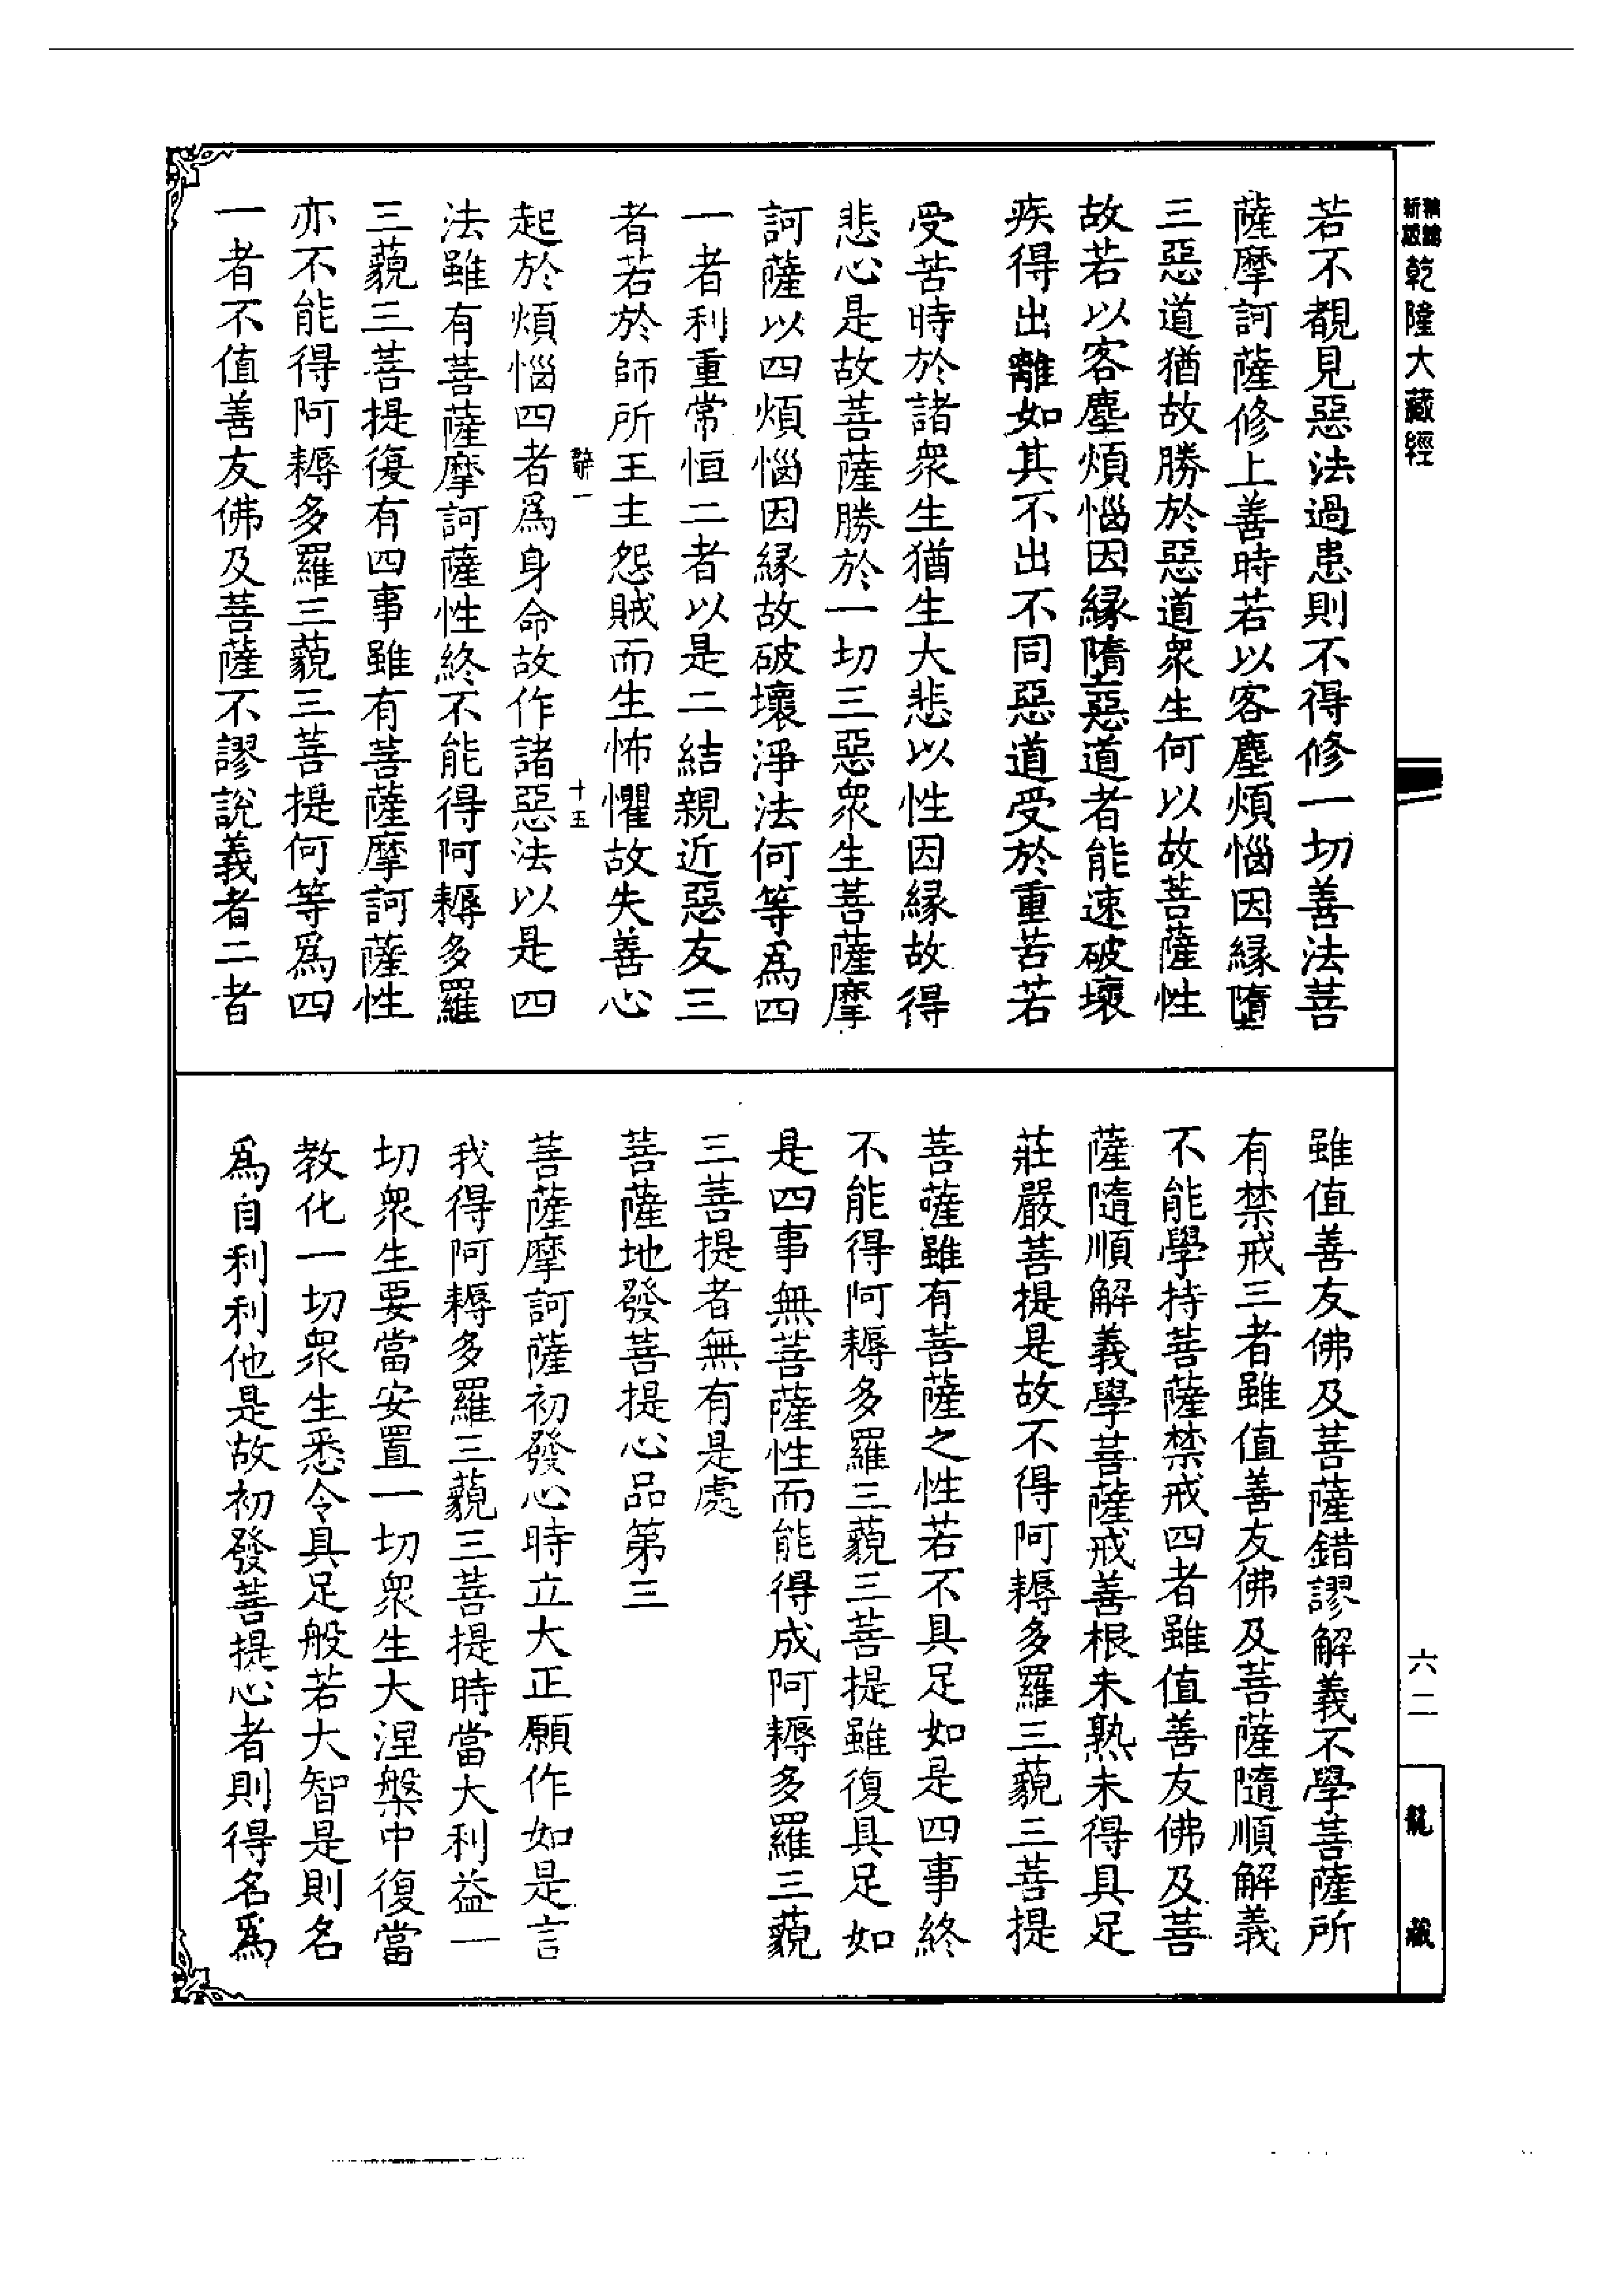 新版精縮乾隆大藏經
若不覩見惡法過患則不得修一切善法菩
薩摩訶薩修上善時若以客塵煩惱因緣墮
三惡道猶故勝於惡道衆生何以故菩薩性
故若以客塵煩惱因緣墮惡道者能速破壞
疾得出離如其不出不同惡道受於重苦若
受苦時於諸衆生猶生大悲以性因緣故得
悲心是故菩薩勝於一切三惡衆生菩薩摩
訶薩以四煩惱因緣故破壞淨法何等爲四
一者利重常恒二者以是二結親近惡友三
者若於師所王主怨賊而生怖懼故失善心
十五
起於煩惱四者爲身命故作諸惡法以是四
法雖有菩薩摩訶薩性終不能得阿耨多羅
三藐三菩提復有四事雖有菩薩摩訶薩性
亦不能得阿耨多羅三藐三菩提何等爲四
一者不值善友佛及菩薩不謬說義者二者
雖值善友佛及菩薩錯謬解義不學菩薩所
有禁戒三者雖值善友佛及菩薩隨順解義
不能學持菩薩禁戒四者雖值善友佛及菩
薩隨順解義學菩薩戒善根未熟未得具足
莊嚴菩提是故不得阿耨多羅三藐三菩提
菩薩雖有菩薩之性若不具足如是四事終
不能得阿耨多羅三藐三菩提雖復具足如
是四事無菩薩性而能得成阿耨多羅三藐
三菩提者無有是處
菩薩地發菩提心品第三
菩薩摩訶薩初發心時立大正願作如是言
我得阿耨多羅三藐三菩提時當大利益一
切衆生要當安置一切衆生大涅槃中復當
教化一切衆生悉令具足般若大智是則名
爲自利利他是故初發菩提心者則得名爲
六二
龍藏